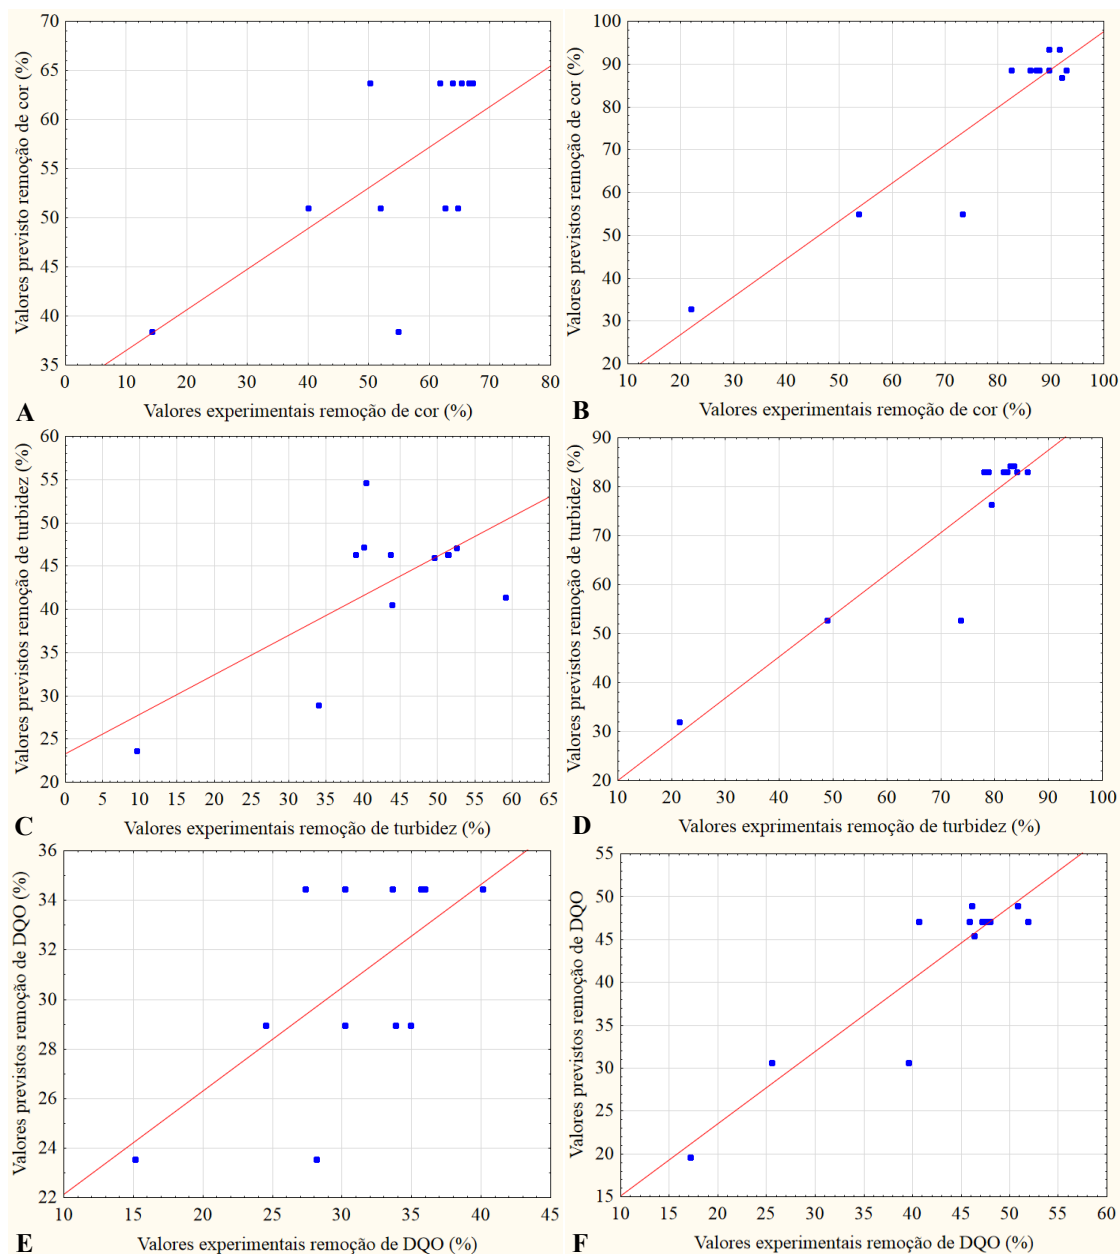 70
65
60
55
50
45
40
35
0 10 20 30 40 50 60 70 80
Valores previsto remoção de cor (%)
Valores experimentais remoção de cor (%)
A
100
90
80
70
60
50
40
30
20
10 20 30 40 50 60 70 80 90 100
Valores previstos remoção de cor (%)
Valores experimentais remoção de cor (%)
B
60
55
50
45
40
35
30
25
20
0 5 10 15 20 25 30 35 40 45 50 55 60 65
Valores previstos remoção de turbidez (%)
Valores experimentais remoção de turbidez (%)
C
90
80
70
60
50
40
30
20
10 20 30 40 50 60 70 80 90 100
Valores previstos remoção de turbidez (%)
Valores exprimentais remoção de turbidez (%)
D
36
34
32
30
28
26
24
22
10 15 20 25 30 35 40 45
Valores previstos remoção de DQO (%)
Valores experimentais remoção de DQO (%)
E
55
50
45
40
35
30
25
20
15
10 15 20 25 30 35 40 45 50 55 60
Valores previstos remoção de DQO
Valores experimentais remoção de DQO (%)
F